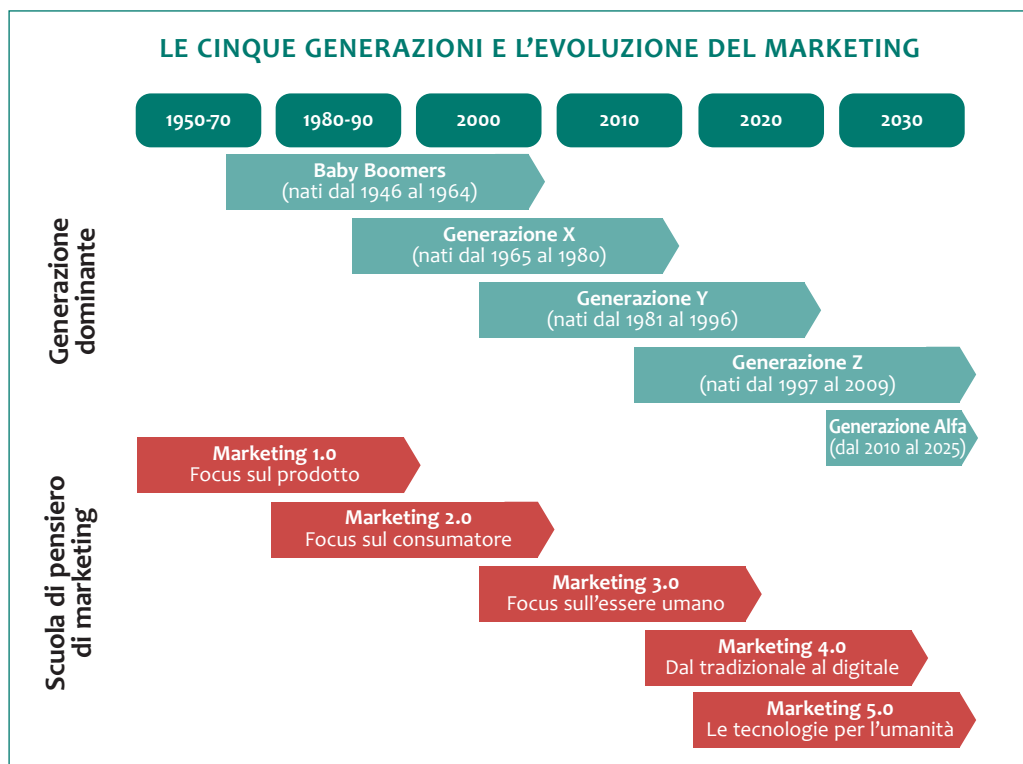 LE CINQUE GENERAZIONI E L’EVOLUZIONE DEL MARKETING
1950-70
1980-90
2000
2010
2020
2030
Generazione
dominante
Baby Boomers
(nati dal 1946 al 1964)
Generazione X
(nati dal 1965 al 1980)
Generazione Y
(nati dal 1981 al 1996)
Generazione Z
(nati dal 1997 al 2009)
Generazione Alfa
(dal 2010 al 2025)
Scuola di pensiero
di marketing
Marketing 1.0
Focus sul prodotto
Marketing 2.0
Focus sul consumatore
Marketing 3.0
Focus sull’essere umano
Marketing 4.0
Dal tradizionale al digitale
Marketing 5.0
Le tecnologie per l’umanità